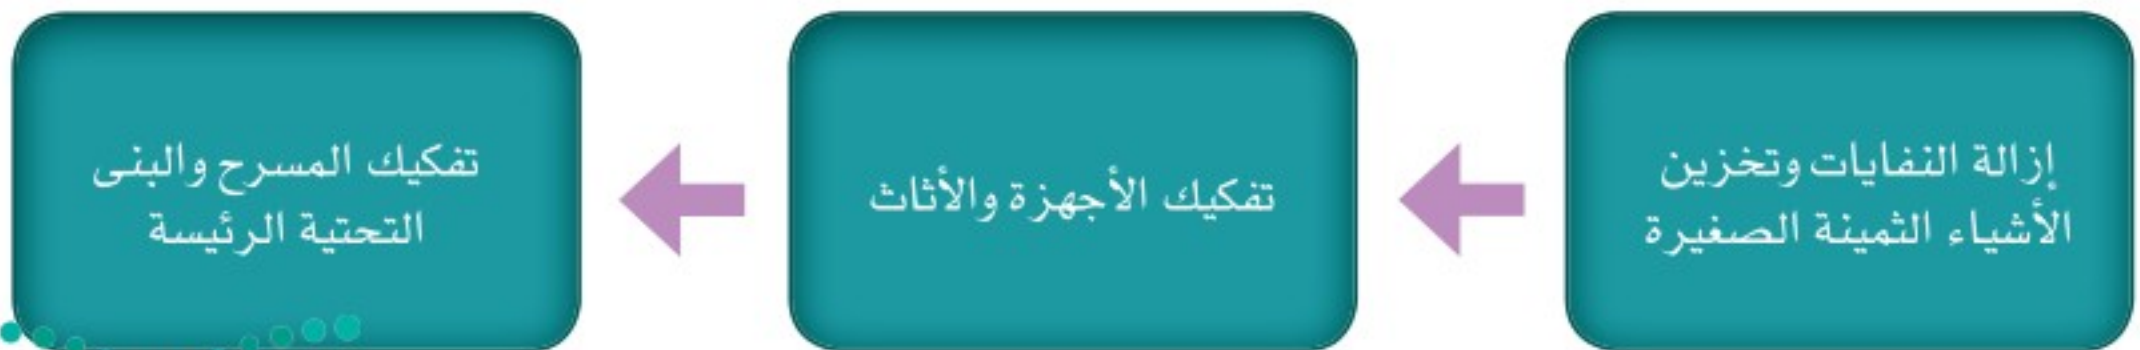 إزالة النفايات وتخزين
الأشياء الثمينة الصغيرة
تفكيك الأجهزة والأثاث
تفكيك المسرح والبنى
التحتية الرئيسة